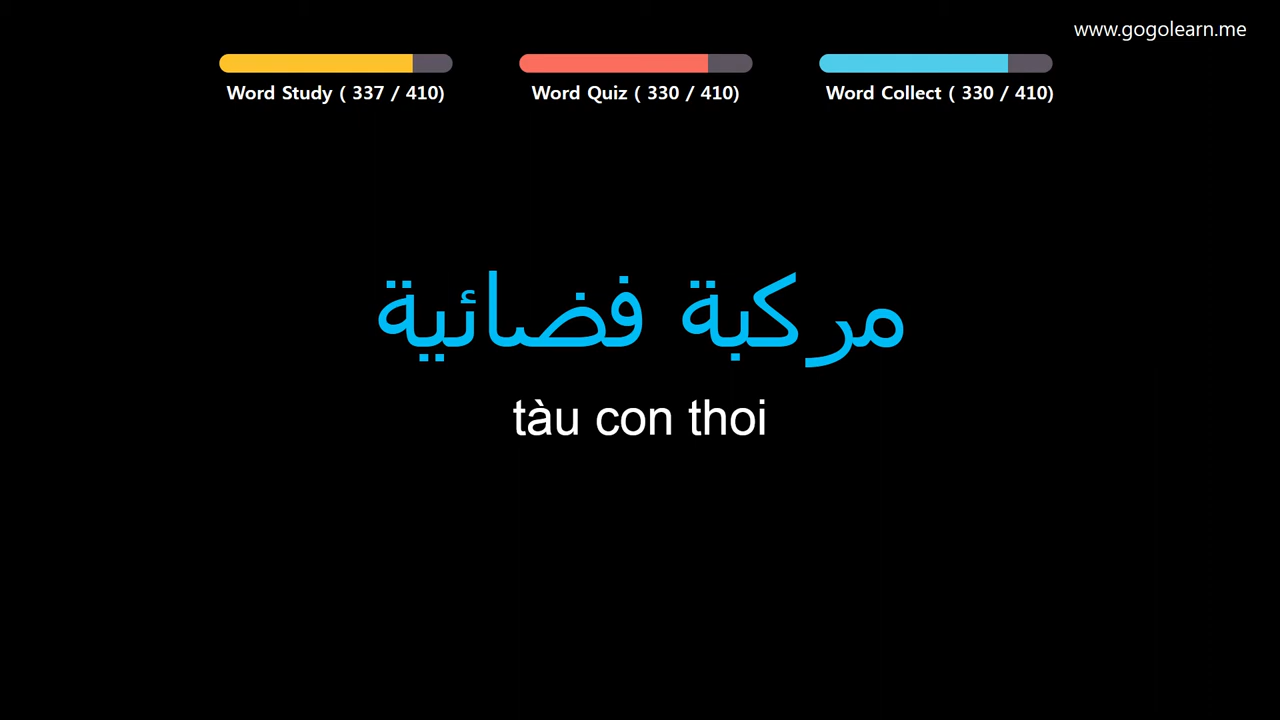 www.gogolearn.me
Word Study ( 337 / 410)
Word Quiz ( 330 / 410)
Word Collect ( 330 / 410)
مركبة فضائية
tàu con thoi